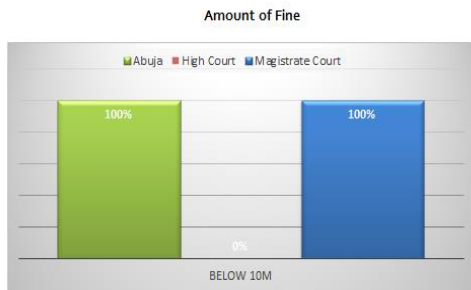 Amount of Fine
Abuja High Court Magistrate Court
100% 100%
0%
BELOW 10M